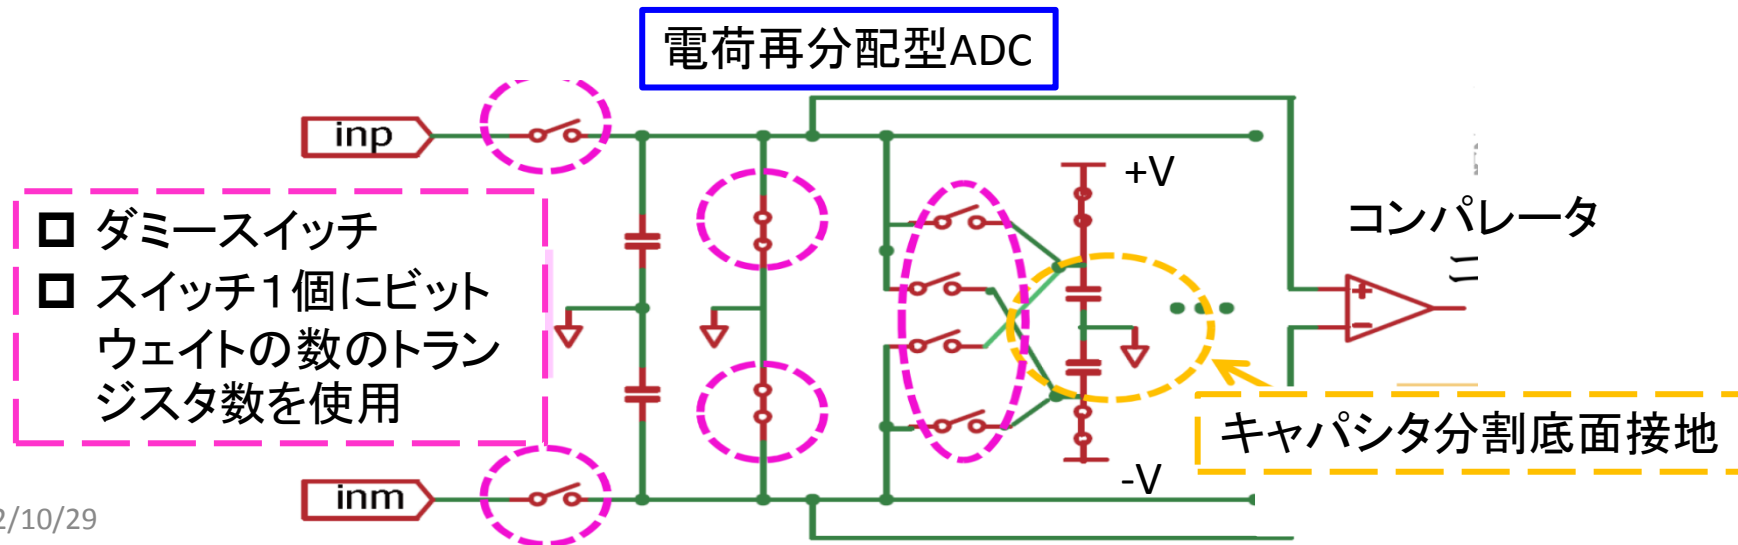 電荷再分配型ADC
inp
+V
コンパレータ
ダミースイッチ
スイッチ1個にビット
ウェイトの数のトラン
ジスタ数を使用
キャパシタ分割底面接地
-V
inm
2/10/29